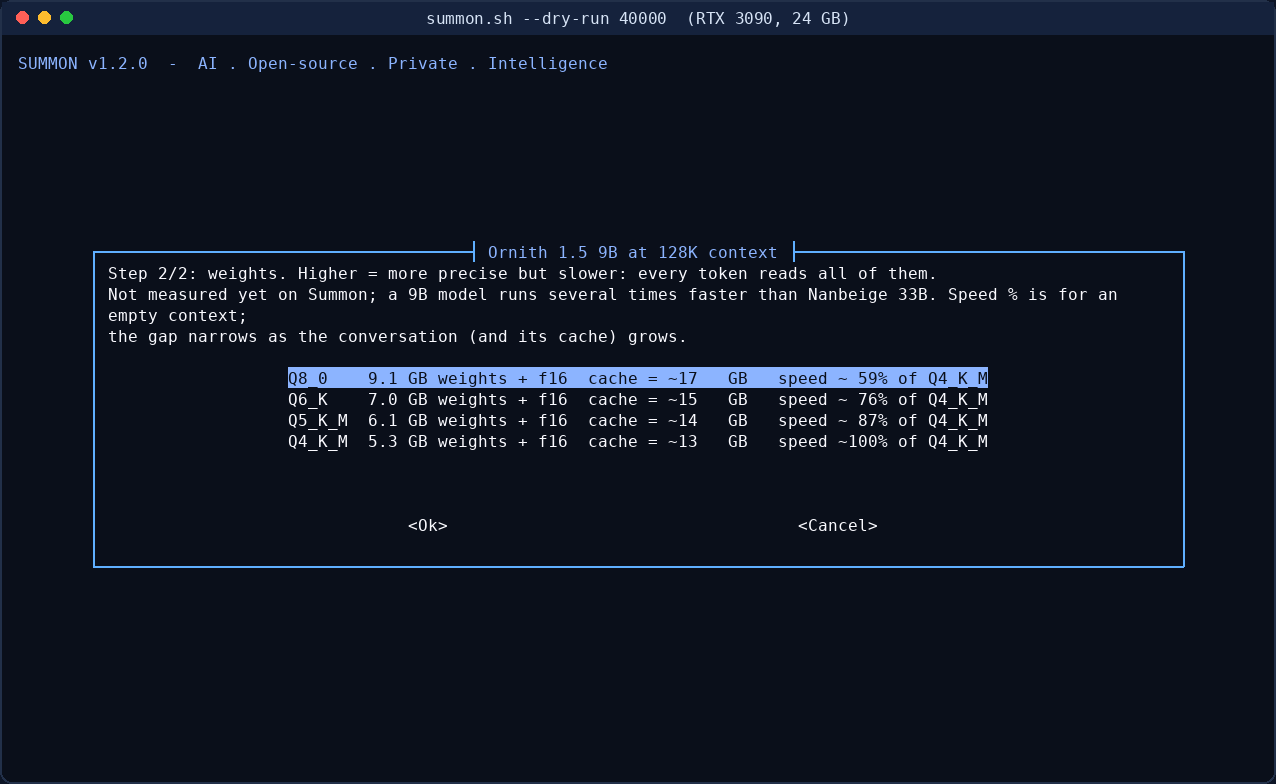 summon.sh --dry-run 40000  (RTX 3090, 24 GB)
SUMMON v1.2.0  -  AI . Open-source . Private . Intelligence
Ornith 1.5 9B at 128K context
Step 2/2: weights. Higher = more precise but slower: every token reads all of them.
Not measured yet on Summon; a 9B model runs several times faster than Nanbeige 33B. Speed % is for an
empty context;
the gap narrows as the conversation (and its cache) grows.
Q8_0    9.1 GB weights + f16  cache = ~17   GB   speed ~ 59% of Q4_K_M
Q6_K    7.0 GB weights + f16  cache = ~15   GB   speed ~ 76% of Q4_K_M
Q5_K_M  6.1 GB weights + f16  cache = ~14   GB   speed ~ 87% of Q4_K_M
Q4_K_M  5.3 GB weights + f16  cache = ~13   GB   speed ~100% of Q4_K_M
<Ok>    <Cancel>